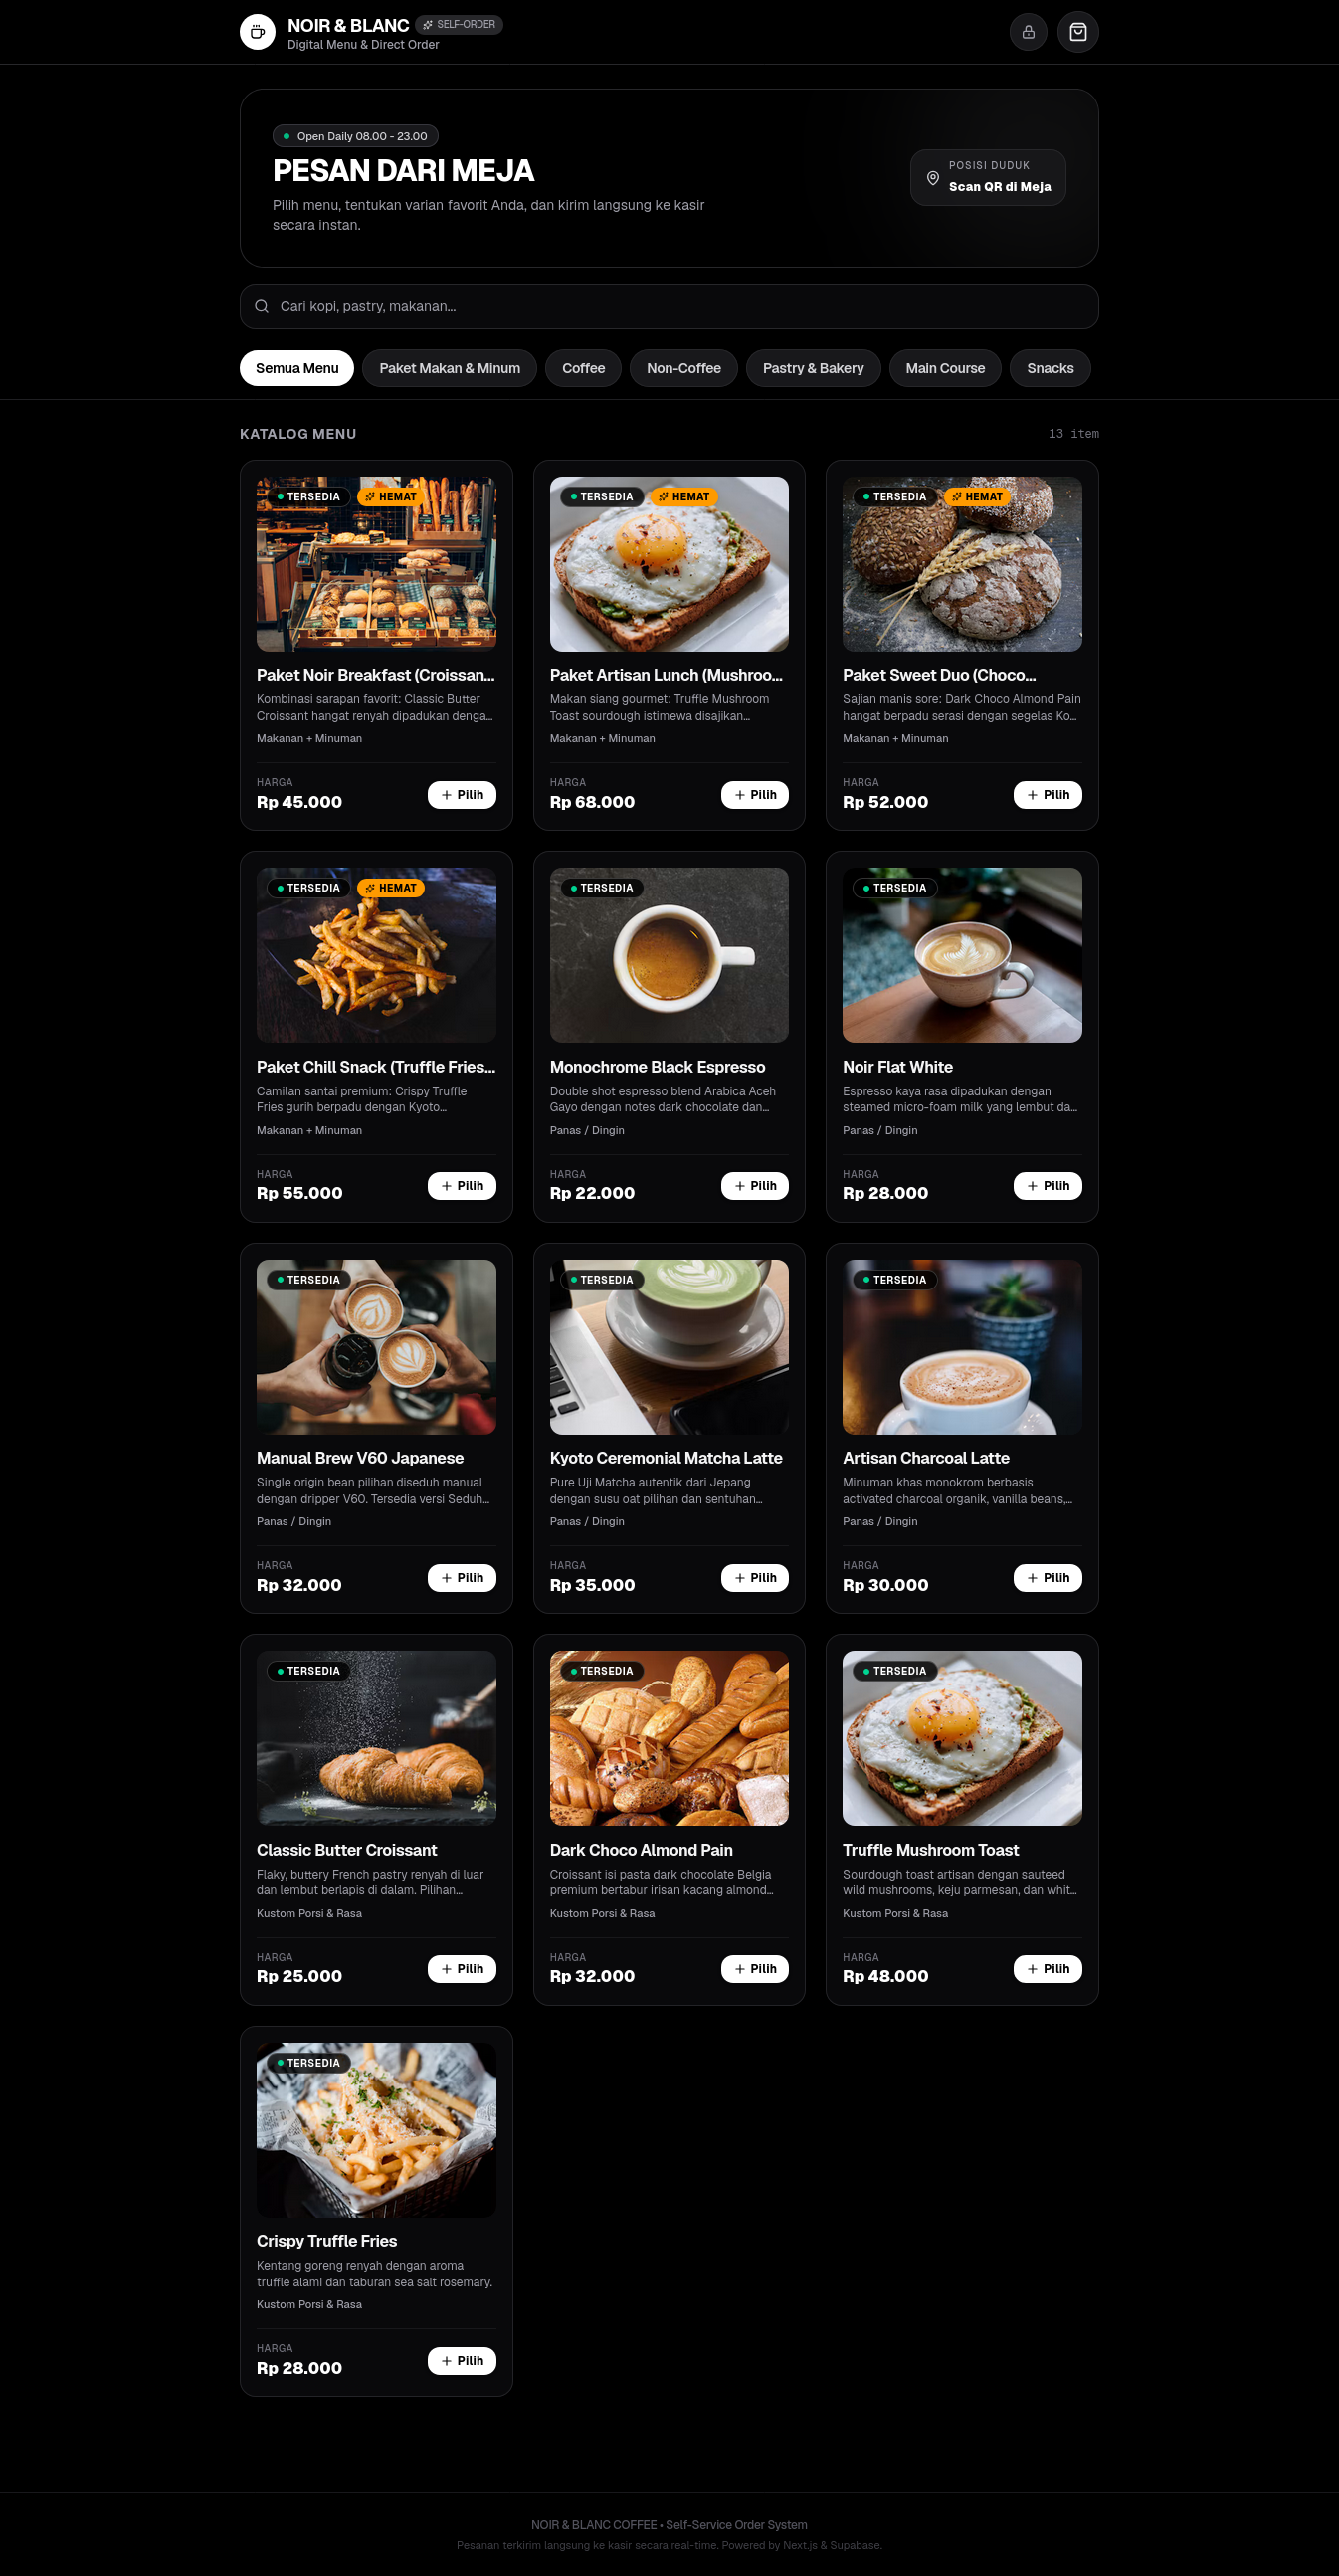 NOIR & BLANC
SELF-ORDER
Digital Menu & Direct Order
Open Daily 08.00 - 23.00
PESAN DARI MEJA
Pilih menu, tentukan varian favorit Anda, dan kirim langsung ke kasir
secara instan.
POSISI DUDUK
Scan QR di Meja
Cari kopi, pastry, makanan...
Semua Menu
Paket Makan & Minum
Coffee
Non-Coffee
Pastry & Bakery
Main Course
Snacks
KATALOG MENU
13 item
TERSEDIA
HEMAT
Paket Noir Breakfast (Croissan...
Kombinasi sarapan favorit: Classic Butter
Croissant hangat renyah dipadukan denga...
Makanan + Minuman
HARGA
Rp 45.000
+ Pilih
TERSEDIA
HEMAT
Paket Artisan Lunch (Mushroo...
Makan siang gourmet: Truffle Mushroom
Toast sourdough istimewa disajikan...
Makanan + Minuman
HARGA
Rp 68.000
+ Pilih
TERSEDIA
HEMAT
Paket Sweet Duo (Choco...
Sajian manis sore: Dark Choco Almond Pain
hangat berpadu serasi dengan segelas Ko...
Makanan + Minuman
HARGA
Rp 52.000
+ Pilih
TERSEDIA
HEMAT
Paket Chill Snack (Truffle Fries...
Camilan santai premium: Crispy Truffle
Fries gurih berpadu dengan Kyoto...
Makanan + Minuman
HARGA
Rp 55.000
+ Pilih
TERSEDIA
Monochrome Black Espresso
Double shot espresso blend Arabica Aceh
Gayo dengan notes dark chocolate dan...
Panas / Dingin
HARGA
Rp 22.000
+ Pilih
TERSEDIA
Noir Flat White
Espresso kaya rasa dipadukan dengan
steamed micro-foam milk yang lembut da...
Panas / Dingin
HARGA
Rp 28.000
+ Pilih
TERSEDIA
Manual Brew V60 Japanese
Single origin bean pilihan diseduh manual
dengan dripper V60. Tersedia versi Seduh...
Panas / Dingin
HARGA
Rp 32.000
+ Pilih
TERSEDIA
Kyoto Ceremonial Matcha Latte
Pure Uji Matcha autentik dari Jepang
dengan susu oat pilihan dan sentuhan...
Panas / Dingin
HARGA
Rp 35.000
+ Pilih
TERSEDIA
Artisan Charcoal Latte
Minuman khas monokrom berbasis
activated charcoal organik, vanilla beans,...
Panas / Dingin
HARGA
Rp 30.000
+ Pilih
TERSEDIA
Classic Butter Croissant
Flaky, buttery French pastry renyah di luar
dan lembut berlapis di dalam. Pilihan...
Kustom Porsi & Rasa
HARGA
Rp 25.000
+ Pilih
TERSEDIA
Dark Choco Almond Pain
Croissant isi pasta dark chocolate Belgia
premium bertabur irisan kacang almond...
Kustom Porsi & Rasa
HARGA
Rp 32.000
+ Pilih
TERSEDIA
Truffle Mushroom Toast
Sourdough toast artisan dengan sauteed
wild mushrooms, keju parmesan, dan whit...
Kustom Porsi & Rasa
HARGA
Rp 48.000
+ Pilih
TERSEDIA
Crispy Truffle Fries
Kentang goreng renyah dengan aroma
truffle alami dan taburan sea salt rosemary.
Kustom Porsi & Rasa
HARGA
Rp 28.000
+ Pilih
NOIR & BLANC COFFEE • Self-Service Order System
Pesanan terkirim langsung ke kasir secara real-time. Powered by Next.js & Supabase.